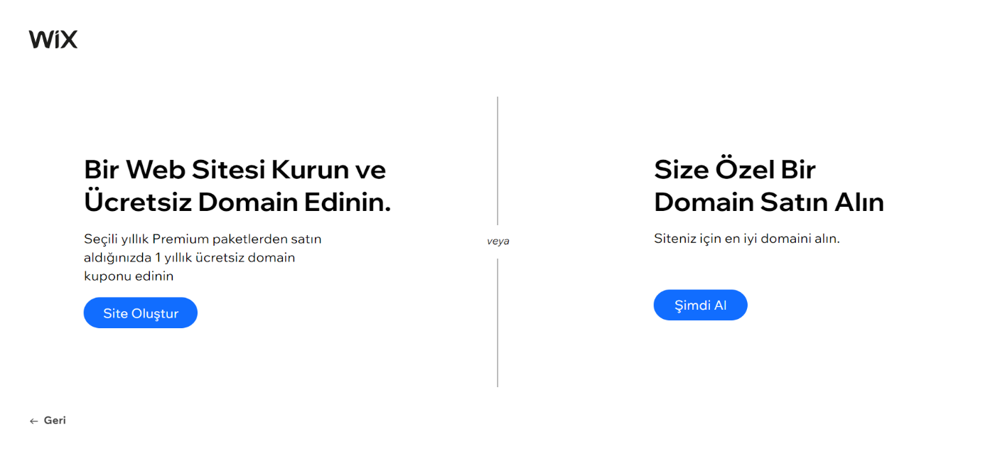 WiX
Bir Web Sitesi Kurun ve
Ücretsiz Domain Edinin.
Seçili yıllık Premium paketlerden satın
aldığınızda 1 yıllık ücretsiz domain
kuponu edinin
Site Oluştur
veya
Size Özel Bir
Domain Satın Alın
Siteniz için en iyi domaini alın.
Şimdi Al
← Geri